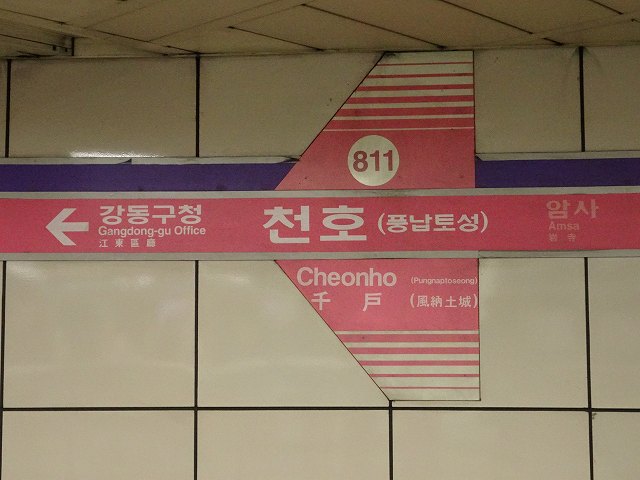 811
강동구청
Gangdong-gu Office
江東區廳
천호 (풍납토성)
암사
Amsa
岩寺
Cheonho (Pungnaptoseong)
千戶 (風納土城)